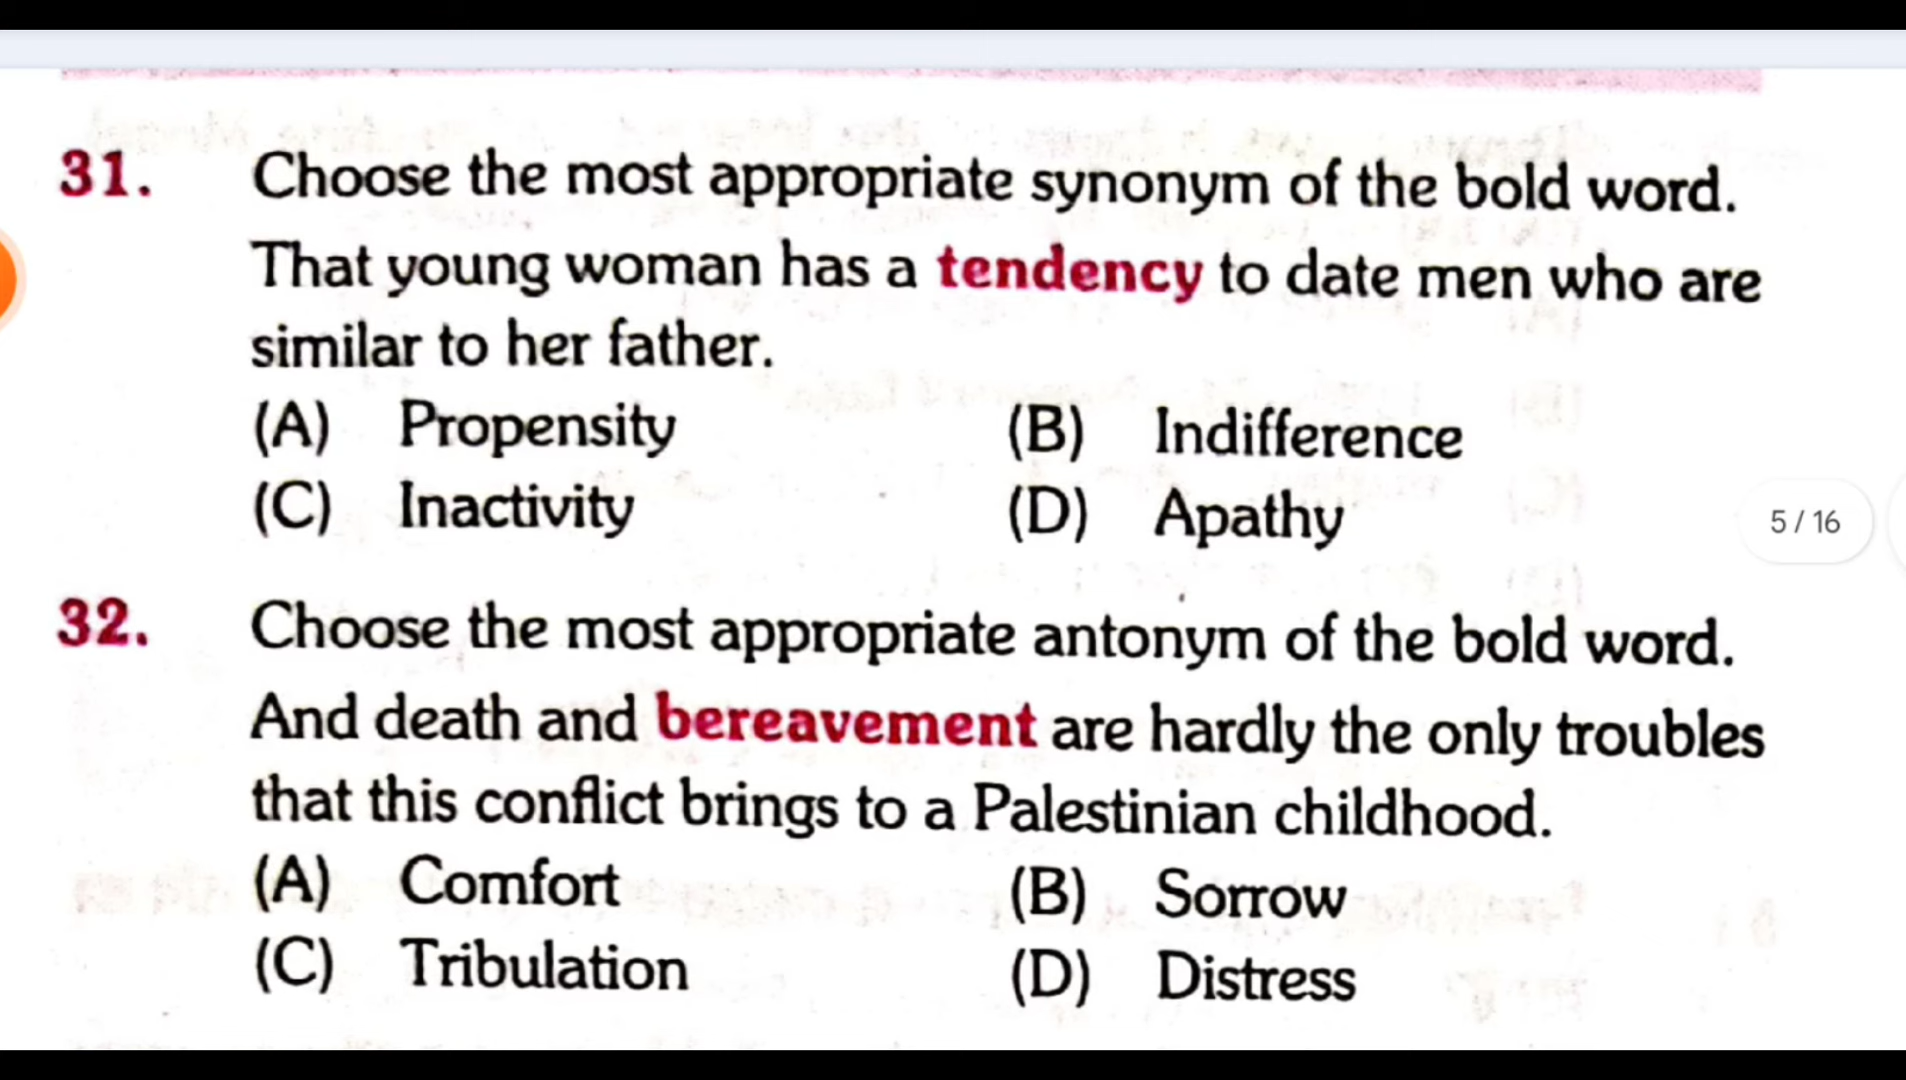 31. Choose the most appropriate synonym of the bold word.
That young woman has a tendency to date men who are
similar to her father.
(A) Propensity (B) Indifference
(C) Inactivity (D) Apathy
5 / 16
32. Choose the most appropriate antonym of the bold word.
And death and bereavement are hardly the only troubles
that this conflict brings to a Palestinian childhood.
(A) Comfort (B) Sorrow
(C) Tribulation (D) Distress